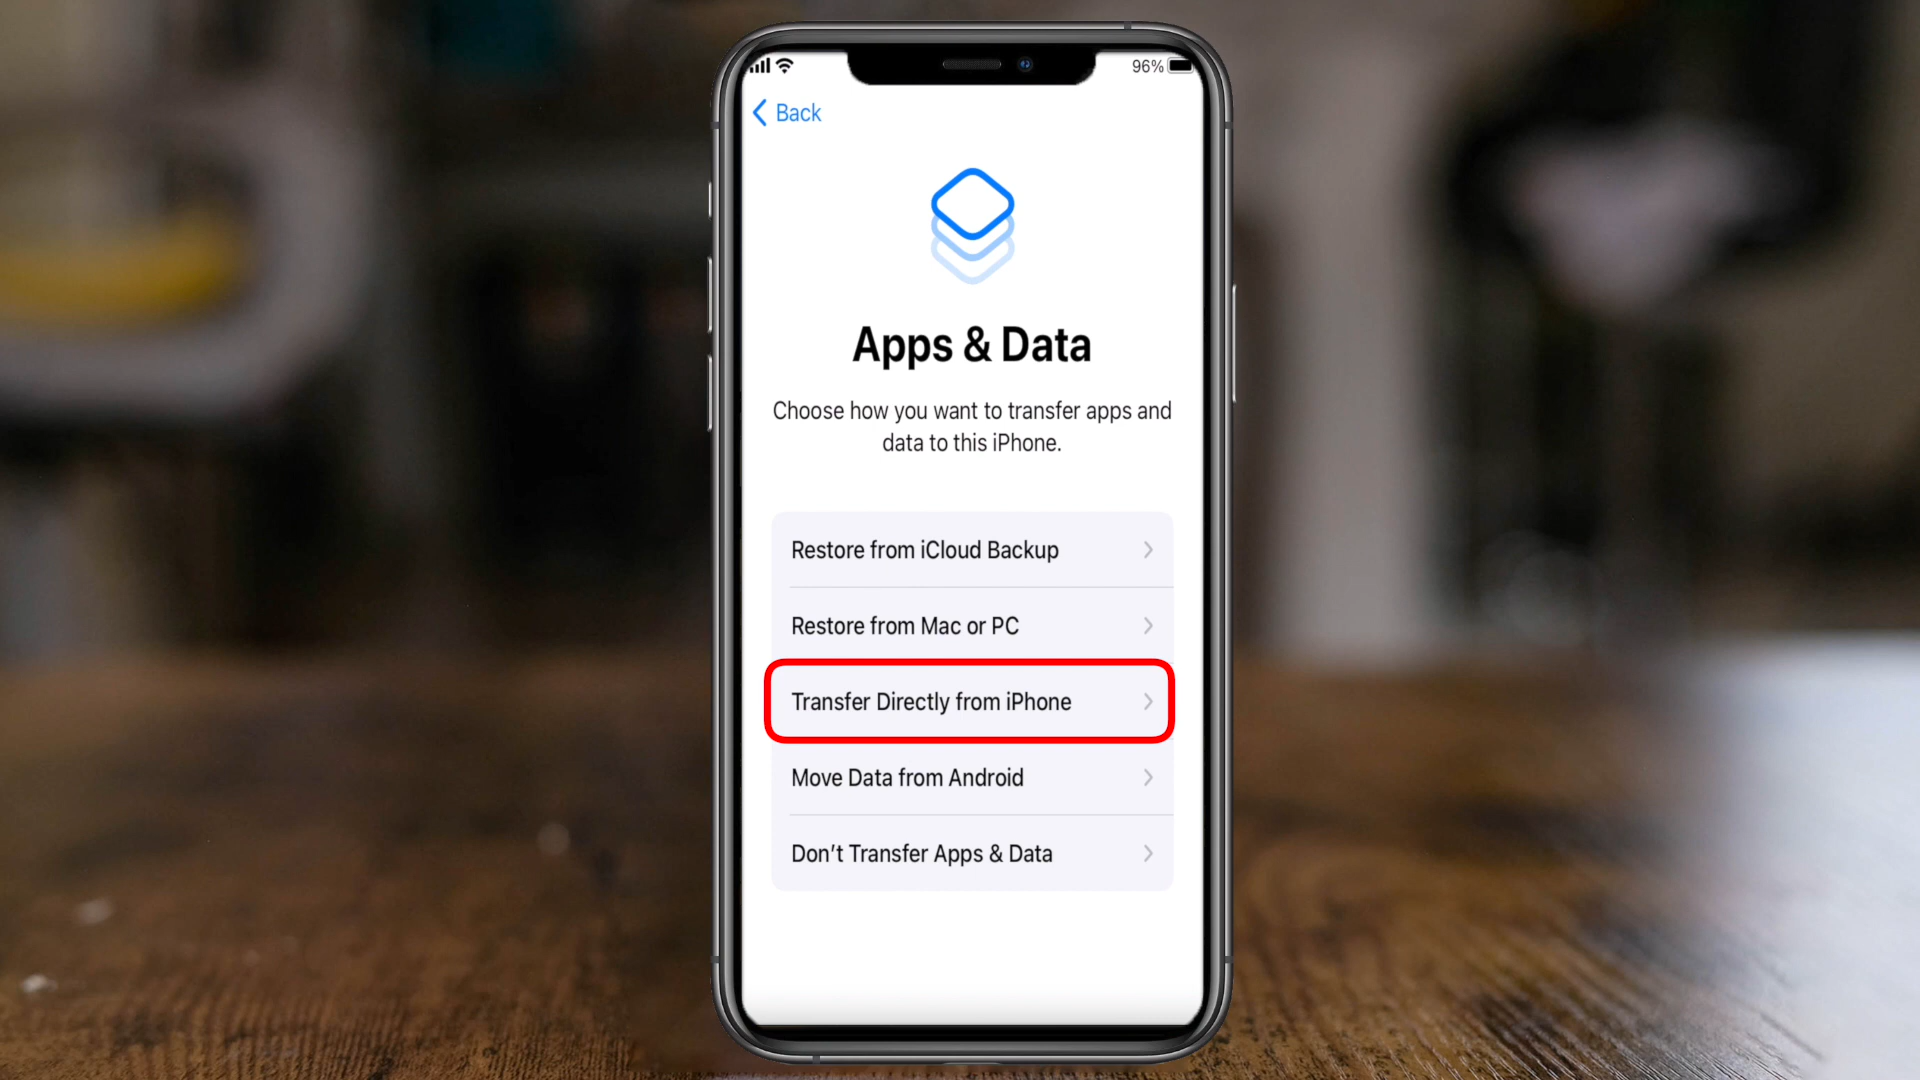 96%
Back
Apps & Data
Choose how you want to transfer apps and
data to this iPhone.
Restore from iCloud Backup
Restore from Mac or PC
Transfer Directly from iPhone
Move Data from Android
Don’t Transfer Apps & Data